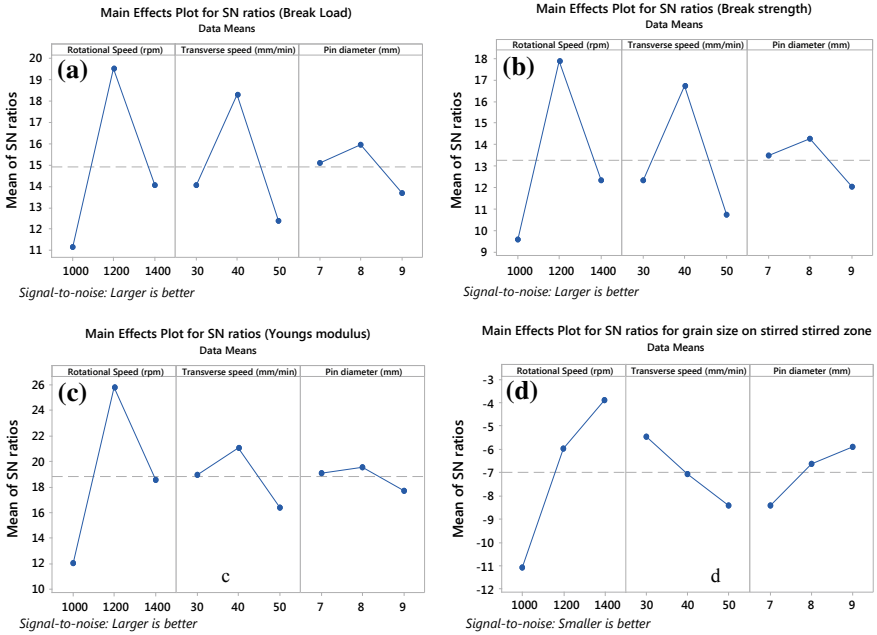 Main Effects Plot for SN ratios (Break Load)
Data Means
Rotational Speed (rpm) Transverse speed (mm/min) Pin diameter (mm)
(a)
Mean of SN ratios
20
19
18
17
16
15
14
13
12
11
1000 1200 1400 30 40 50 7 8 9
Signal-to-noise: Larger is better
Main Effects Plot for SN ratios (Break strength)
Data Means
Rotational Speed (rpm) Transverse speed (mm/min) Pin diameter (mm)
(b)
Mean of SN ratios
18
17
16
15
14
13
12
11
10
9
1000 1200 1400 30 40 50 7 8 9
Signal-to-noise: Larger is better
Main Effects Plot for SN ratios (Youngs modulus)
Data Means
Rotational Speed (rpm) Transverse speed (mm/min) Pin diameter (mm)
(c)
Mean of SN ratios
26
24
22
20
18
16
14
12
10
c
1000 1200 1400 30 40 50 7 8 9
Signal-to-noise: Larger is better
Main Effects Plot for SN ratios for grain size on stirred stirred zone
Data Means
Rotational Speed (rpm) Transverse speed (mm/min) Pin diameter (mm)
(d)
Mean of SN ratios
-3
-4
-5
-6
-7
-8
-9
-10
-11
-12
d
1000 1200 1400 30 40 50 7 8 9
Signal-to-noise: Smaller is better